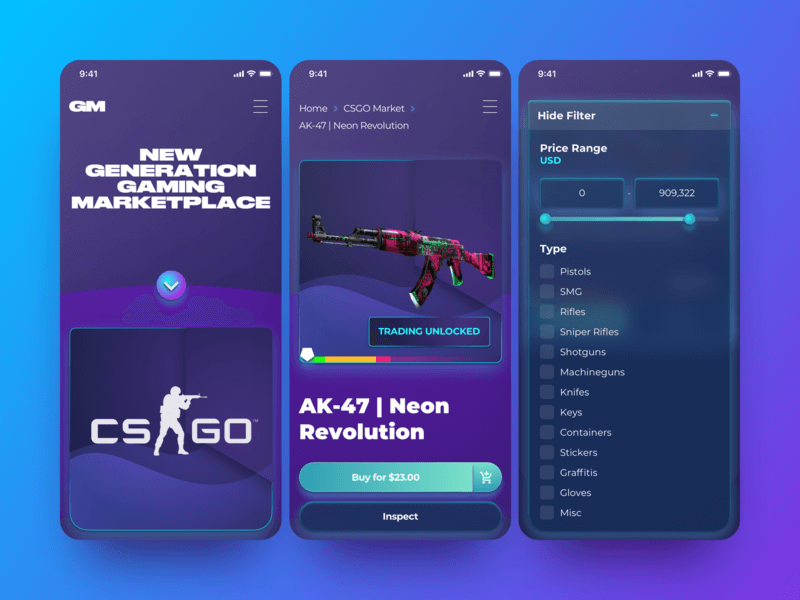 9:41
GM
NEW
GENERATION
GAMING
MARKETPLACE
CS GO™
9:41
Home > CSGO Market >
AK-47 | Neon Revolution
TRADING UNLOCKED
AK-47 | Neon
Revolution
Buy for $23.00
Inspect
9:41
Hide Filter
Price Range
USD
0 - 909,322
Type
Pistols
SMG
Rifles
Sniper Rifles
Shotguns
Machineguns
Knifes
Keys
Containers
Stickers
Graffitis
Gloves
Misc